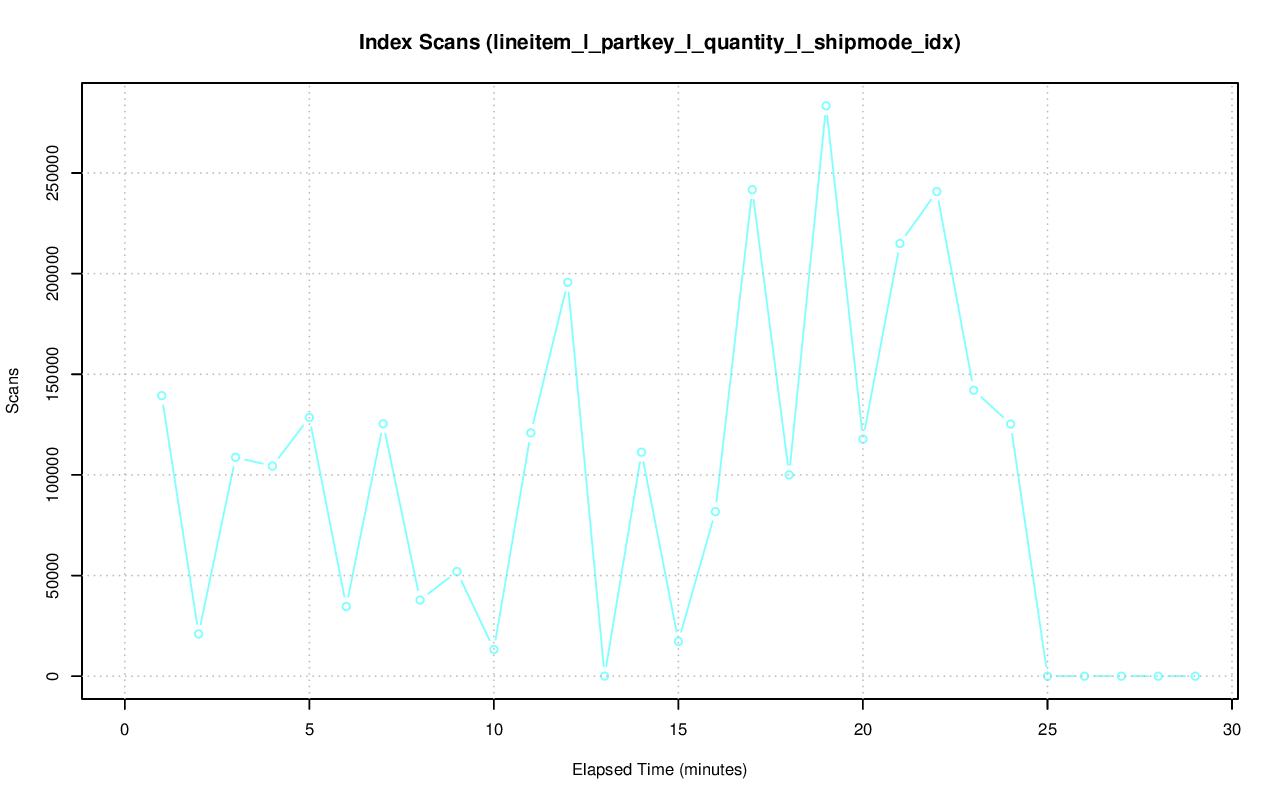 Index Scans (lineitem_l_partkey_l_quantity_l_shipmode_idx)
Scans
250000
200000
150000
100000
50000
0
0 5 10 15 20 25 30
Elapsed Time (minutes)